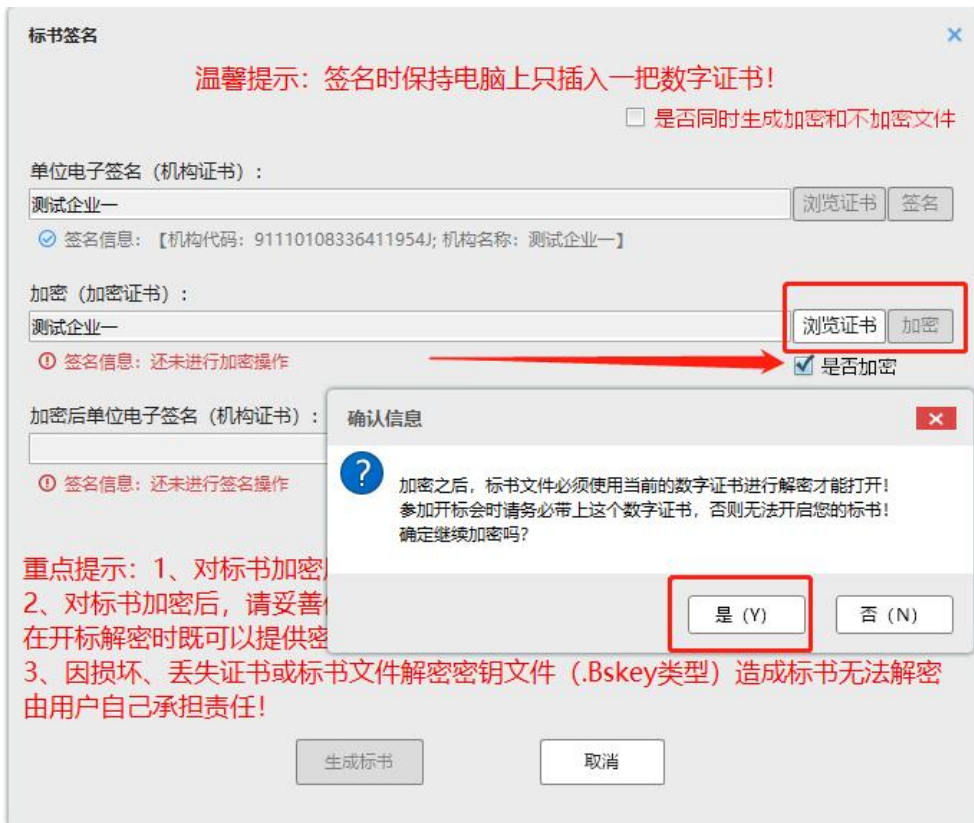 标书签名
温馨提示：签名时保持电脑上只插入一把数字证书！
是否同时生成加密和不加密文件
单位电子签名（机构证书）：
测试企业一 浏览证书 签名
签名信息：【机构代码：91110108336411954J; 机构名称：测试企业一】
加密（加密证书）：
测试企业一 浏览证书 加密
签名信息：还未进行加密操作 是否加密
加密后单位电子签名（机构证书）：
签名信息：还未进行签名操作
确认信息
加密之后，标书文件必须使用当前的数字证书进行解密才能打开！
参加开标会时请务必带上这个数字证书，否则无法开启您的标书！
确定继续加密吗？
是（Y） 否（N）
重点提示：1、对标书加密
2、对标书加密后，请妥善
在开标解密时既可以提供密
3、因损坏、丢失证书或标书文件解密密钥文件（.Bskey类型）造成标书无法解密
由用户自己承担责任！
生成标书 取消